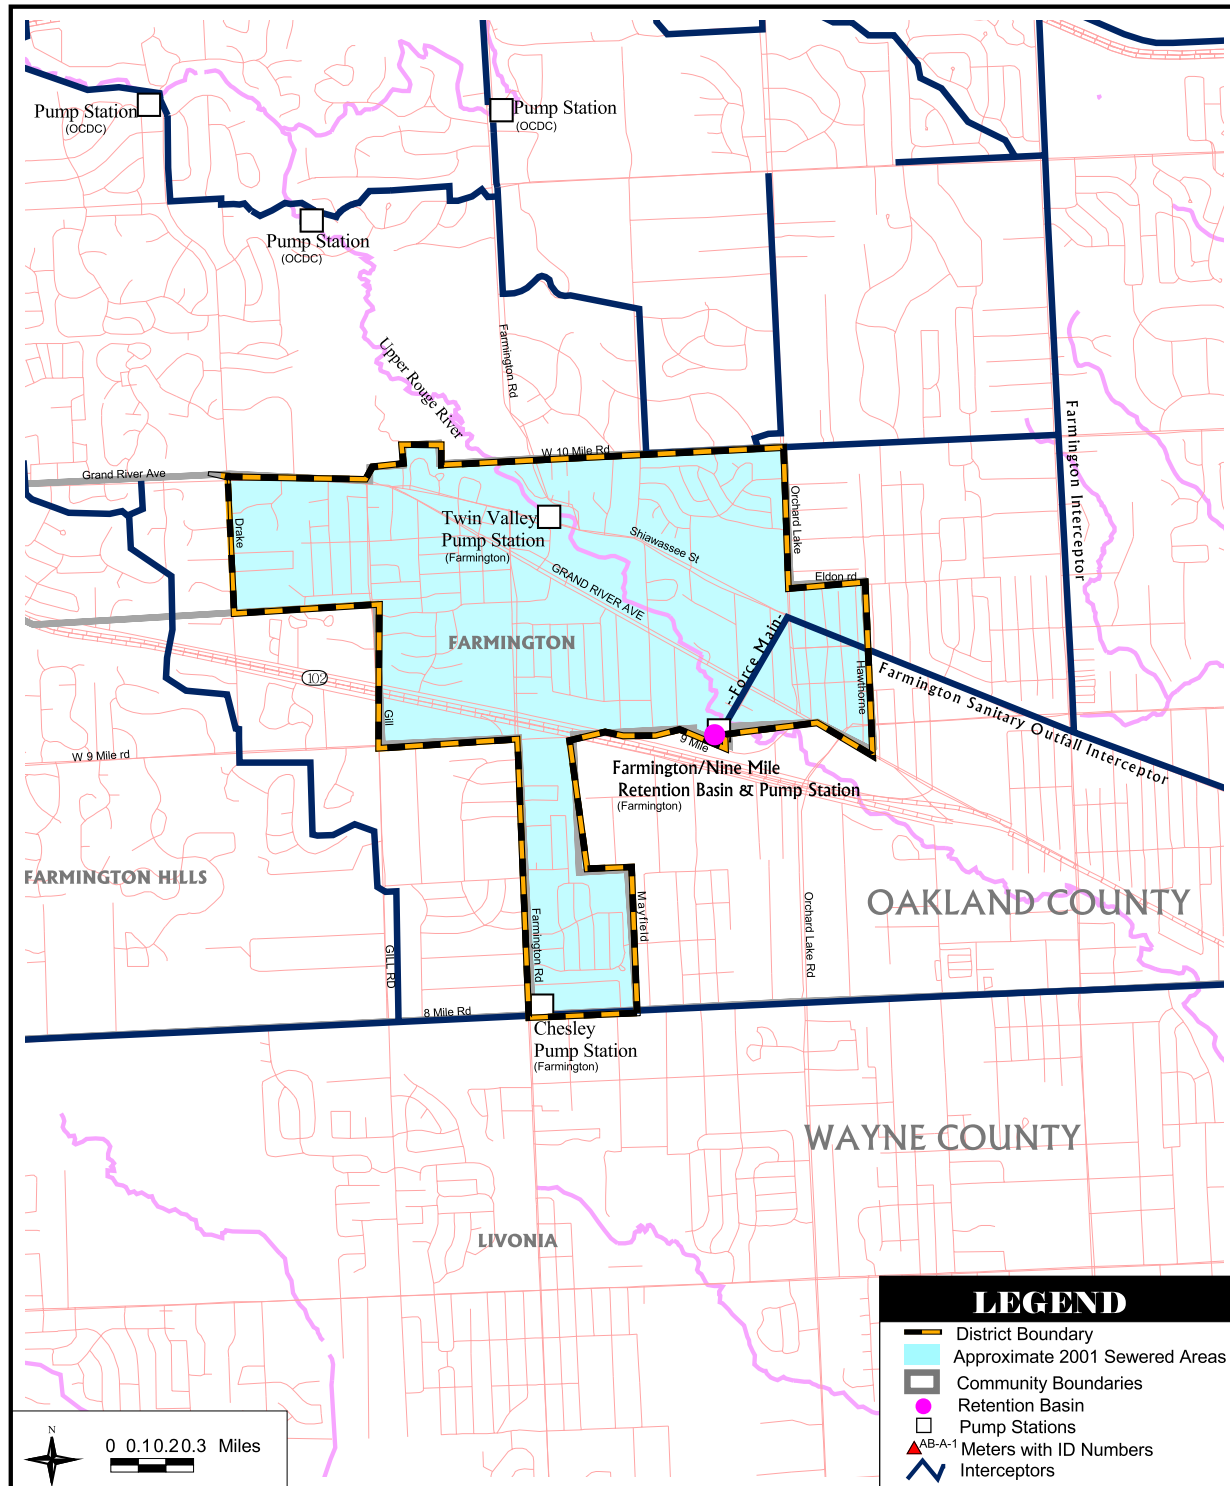 Pump Station
(OCDC)
Pump Station
(OCDC)
Pump Station
(OCDC)
Upper Rouge River
Farmington Rd
Farmington Interceptor
W 10 Mile Rd
Grand River Ave
Drake
Twin Valley
Pump Station
(Farmington)
Shiawassee St
Orchard Lake
GRAND RIVER AVE
Eldon rd
FARMINGTON
--Force Main-
Hawthorne
Farmington Sanitary Outfall Interceptor
102
Gill
W 9 Mile rd
9 Mile
Farmington/Nine Mile
Retention Basin & Pump Station
(Farmington)
FARMINGTON HILLS
OAKLAND COUNTY
Mayfield
Farmington Rd
Orchard Lake Rd
GILL RD
8 Mile Rd
Chesley
Pump Station
(Farmington)
WAYNE COUNTY
LIVONIA
LEGEND
District Boundary
Approximate 2001 Sewered Areas
Community Boundaries
Retention Basin
Pump Stations
AB-A-1 Meters with ID Numbers
Interceptors
N
0 0.10.20.3 Miles